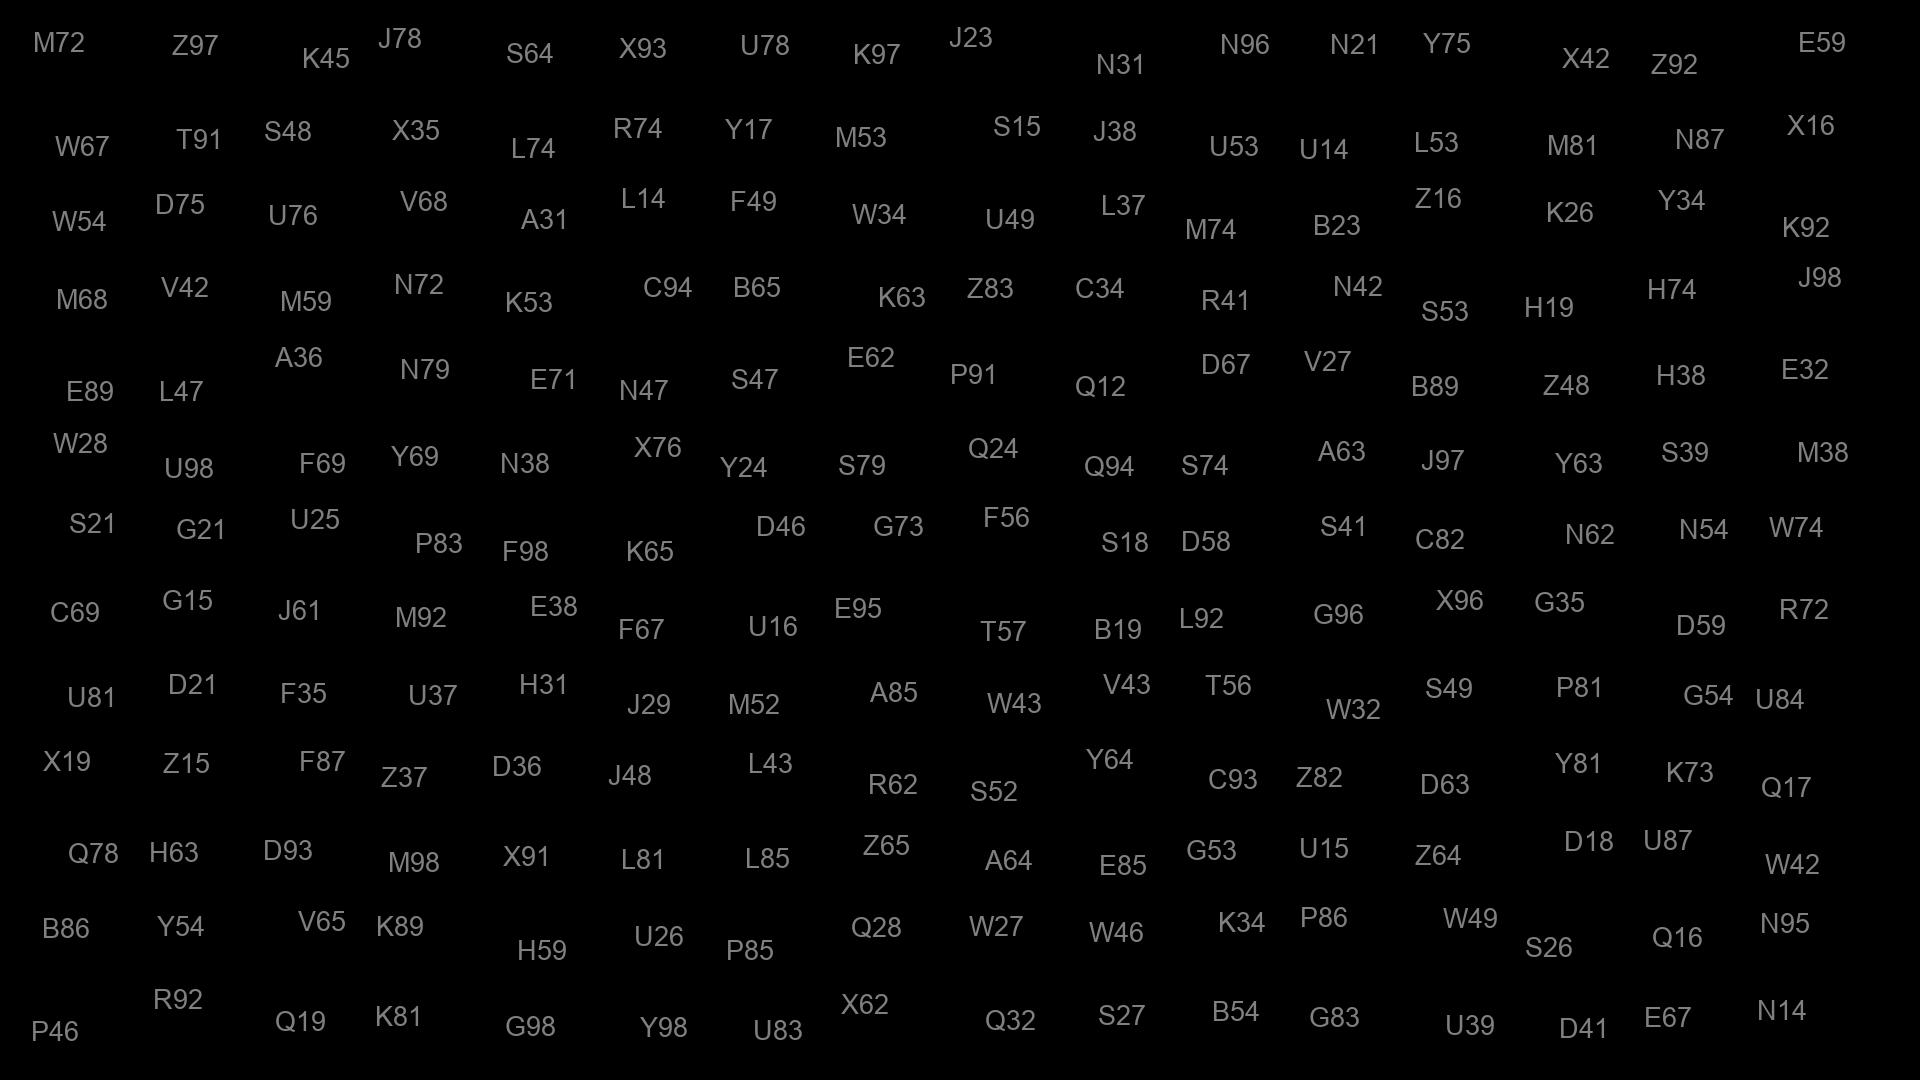 M72 Z97 K45 J78 S64 X93 U78 K97 J23 N31 N96 N21 Y75 X42 Z92 E59
W67 T91 S48 X35 L74 R74 Y17 M53 S15 J38 U53 U14 L53 M81 N87 X16
W54 D75 U76 V68 A31 L14 F49 W34 U49 L37 M74 B23 Z16 K26 Y34 K92
M68 V42 M59 N72 K53 C94 B65 K63 Z83 C34 R41 N42 S53 H19 H74 J98
E89 L47 A36 N79 E71 N47 S47 E62 P91 Q12 D67 V27 B89 Z48 H38 E32
W28 U98 F69 Y69 N38 X76 Y24 S79 Q24 Q94 S74 A63 J97 Y63 S39 M38
S21 G21 U25 P83 F98 K65 D46 G73 F56 S18 D58 S41 C82 N62 N54 W74
C69 G15 J61 M92 E38 F67 U16 E95 T57 B19 L92 G96 X96 G35 D59 R72
U81 D21 F35 U37 H31 J29 M52 A85 W43 V43 T56 W32 S49 P81 G54 U84
X19 Z15 F87 Z37 D36 J48 L43 R62 S52 Y64 C93 Z82 D63 Y81 K73 Q17
Q78 H63 D93 M98 X91 L81 L85 Z65 A64 E85 G53 U15 Z64 D18 U87 W42
B86 Y54 V65 K89 H59 U26 P85 Q28 W27 W46 K34 P86 W49 S26 Q16 N95
P46 R92 Q19 K81 G98 Y98 U83 X62 Q32 S27 B54 G83 U39 D41 E67 N14